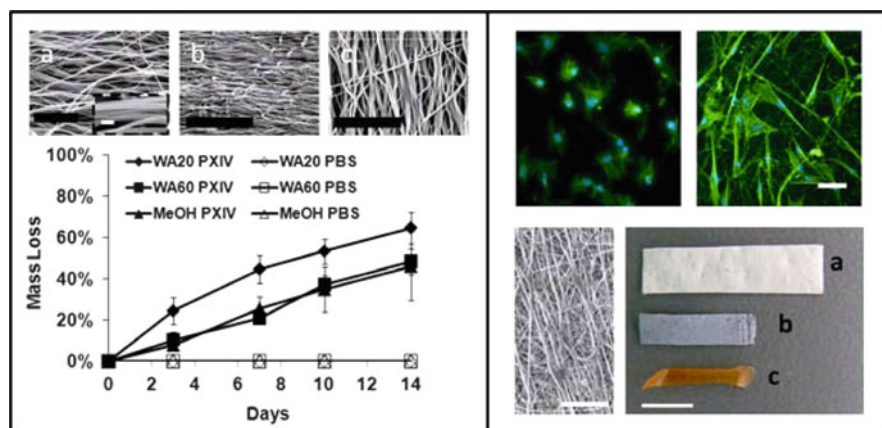 a
b
c
100%
80%
60%
40%
20%
0%
Mass Loss
WA20 PXIV
WA60 PXIV
MeOH PXIV
WA20 PBS
WA60 PBS
MeOH PBS
0
2
4
6
8
10
12
14
Days
a
b
c